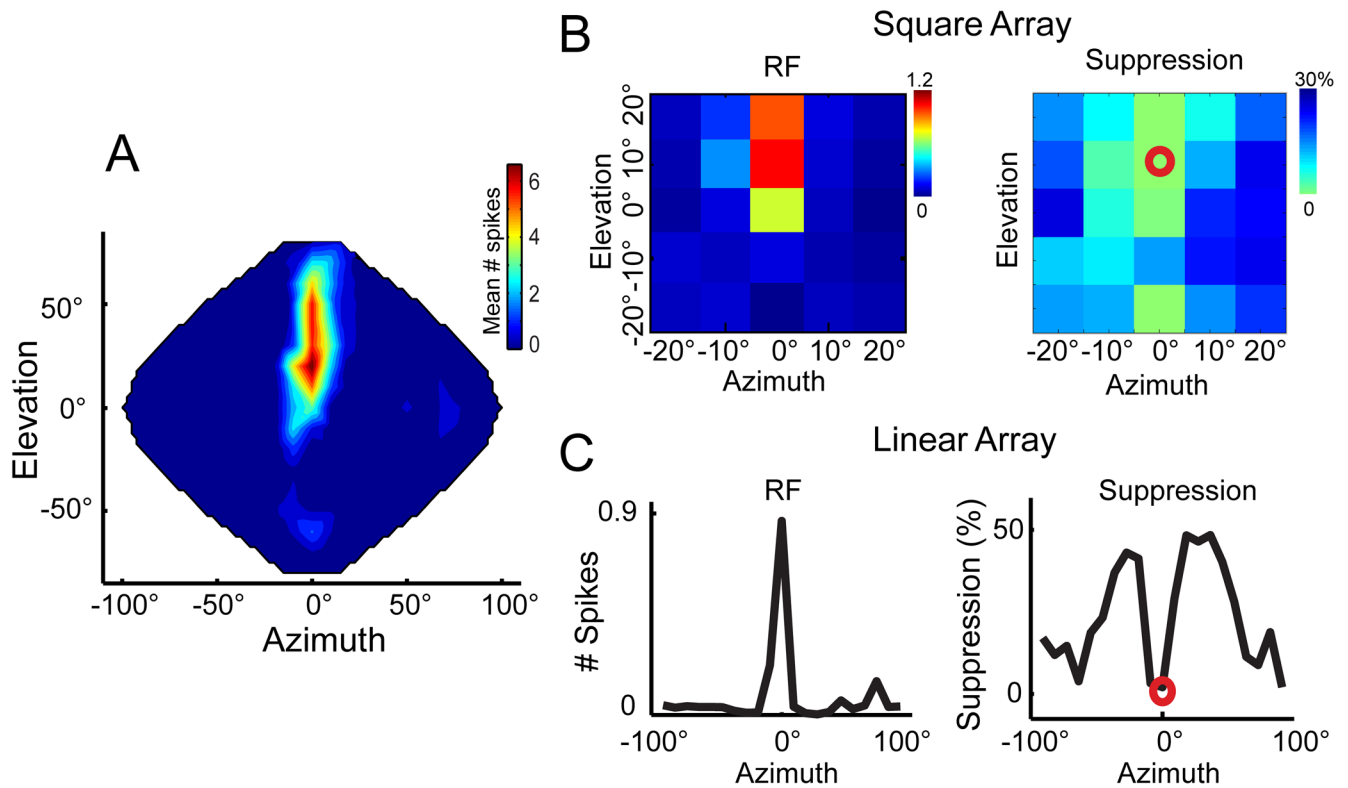 A
Mean # spikes
6
4
2
0
Elevation
50°
0°
-50°
-100° -50° 0° 50° 100°
Azimuth
B
Square Array
RF
1.2
0
Elevation
20°
10°
0°
-10°
-20°
-20° -10° 0° 10° 20°
Azimuth
Suppression
30%
0
Elevation
-20° -10° 0° 10° 20°
Azimuth
C
Linear Array
RF
# Spikes
0.9
0
-100° 0° 100°
Azimuth
Suppression
Suppression (%)
50
0
-100° 0 100°
Azimuth